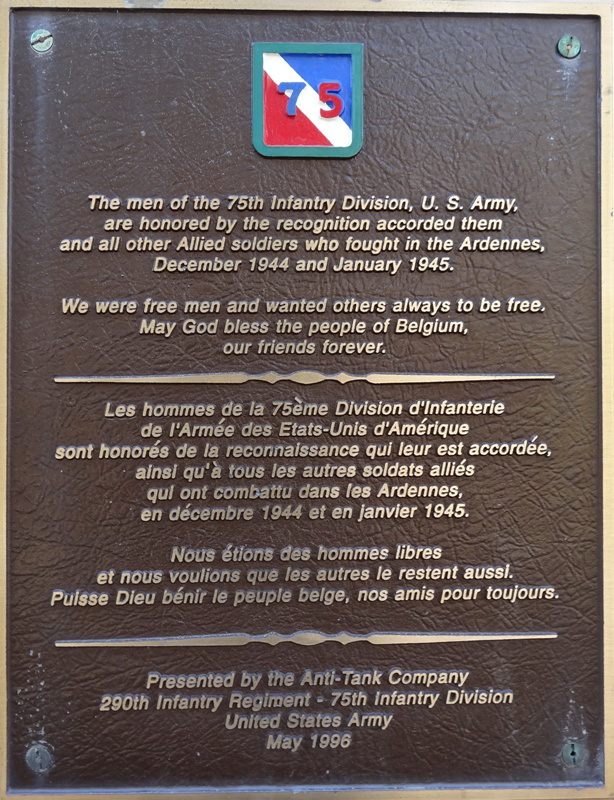 75
The men of the 75th Infantry Division, U. S. Army,
are honored by the recognition accorded them
and all other Allied soldiers who fought in the Ardennes,
December 1944 and January 1945.
We were free men and wanted others always to be free.
May God bless the people of Belgium,
our friends forever.
Les hommes de la 75ème Division d'Infanterie
de l'Armée des Etats-Unis d'Amérique
sont honorés de la reconnaissance qui leur est accordée,
ainsi qu'à tous les autres soldats alliés
qui ont combattu dans les Ardennes,
en décembre 1944 et en janvier 1945.
Nous étions des hommes libres
et nous voulions que les autres le restent aussi.
Puisse Dieu bénir le peuple belge, nos amis pour toujours.
Presented by the Anti-Tank Company
290th Infantry Regiment - 75th Infantry Division
United States Army
May 1996